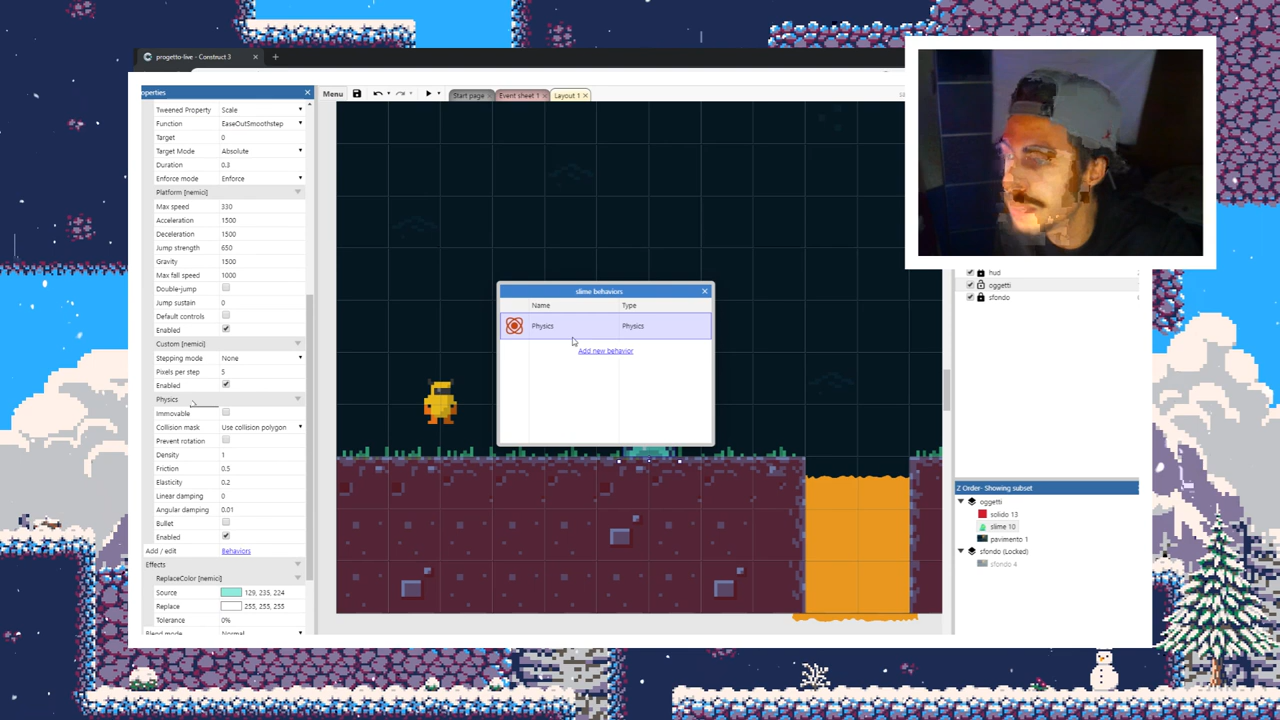 progetto-live - Construct 3
operties
Menu
Start page
Event sheet 1
Layout 1
Tweened Property Scale
Function EaseOutSmoothstep
Target 0
Target Mode Absolute
Duration 0.3
Enforce mode Enforce
Platform [nemici]
Max speed 330
Acceleration 1500
Deceleration 1500
Jump strength 650
Gravity 1500
Max fall speed 1000
Double-jump
Jump sustain 0
Default controls
Enabled
Custom [nemici]
Stepping mode None
Pixels per step 5
Enabled
Physics
Immovable
Collision mask Use collision polygon
Prevent rotation
Density 1
Friction 0.5
Elasticity 0.2
Linear damping 0
Angular damping 0.01
Bullet
Enabled
Add / edit Behaviors
Effects
ReplaceColor [nemici]
Source 129, 235, 224
Replace 255, 255, 255
Tolerance 0%
Blend mode Normal
slime behaviors
Name Type
Physics Physics
Add new behavior
hud
oggetti
sfondo
Z Order- Showing subset
oggetti
solido 13
slime 10
pavimento 1
sfondo (Locked)
sfondo 4